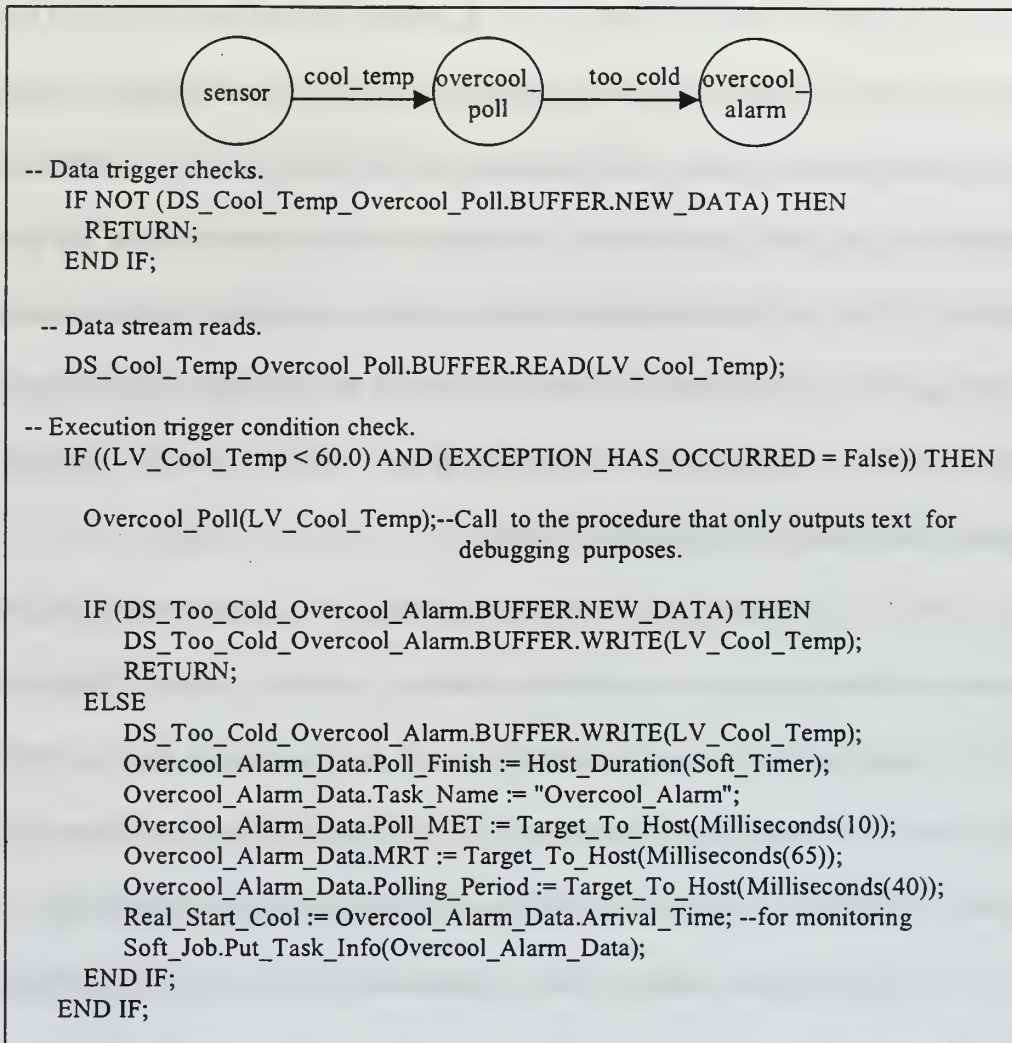 sensor
cool_temp
overcool_
poll
too_cold
overcool_
alarm
-- Data trigger checks.
IF NOT (DS_Cool_Temp_Overcool_Poll.BUFFER.NEW_DATA) THEN
RETURN;
END IF;
-- Data stream reads.
DS_Cool_Temp_Overcool_Poll.BUFFER.READ(LV_Cool_Temp);
-- Execution trigger condition check.
IF ((LV_Cool_Temp < 60.0) AND (EXCEPTION_HAS_OCCURRED = False)) THEN
Overcool_Poll(LV_Cool_Temp);--Call to the procedure that only outputs text for
debugging purposes.
IF (DS_Too_Cold_Overcool_Alarm.BUFFER.NEW_DATA) THEN
DS_Too_Cold_Overcool_Alarm.BUFFER.WRITE(LV_Cool_Temp);
RETURN;
ELSE
DS_Too_Cold_Overcool_Alarm.BUFFER.WRITE(LV_Cool_Temp);
Overcool_Alarm_Data.Poll_Finish := Host_Duration(Soft_Timer);
Overcool_Alarm_Data.Task_Name := "Overcool_Alarm";
Overcool_Alarm_Data.Poll_MET := Target_To_Host(Milliseconds(10));
Overcool_Alarm_Data.MRT := Target_To_Host(Milliseconds(65));
Overcool_Alarm_Data.Polling_Period := Target_To_Host(Milliseconds(40));
Real_Start_Cool := Overcool_Alarm_Data.Arrival_Time; --for monitoring
Soft_Job.Put_Task_Info(Overcool_Alarm_Data);
END IF;
END IF;